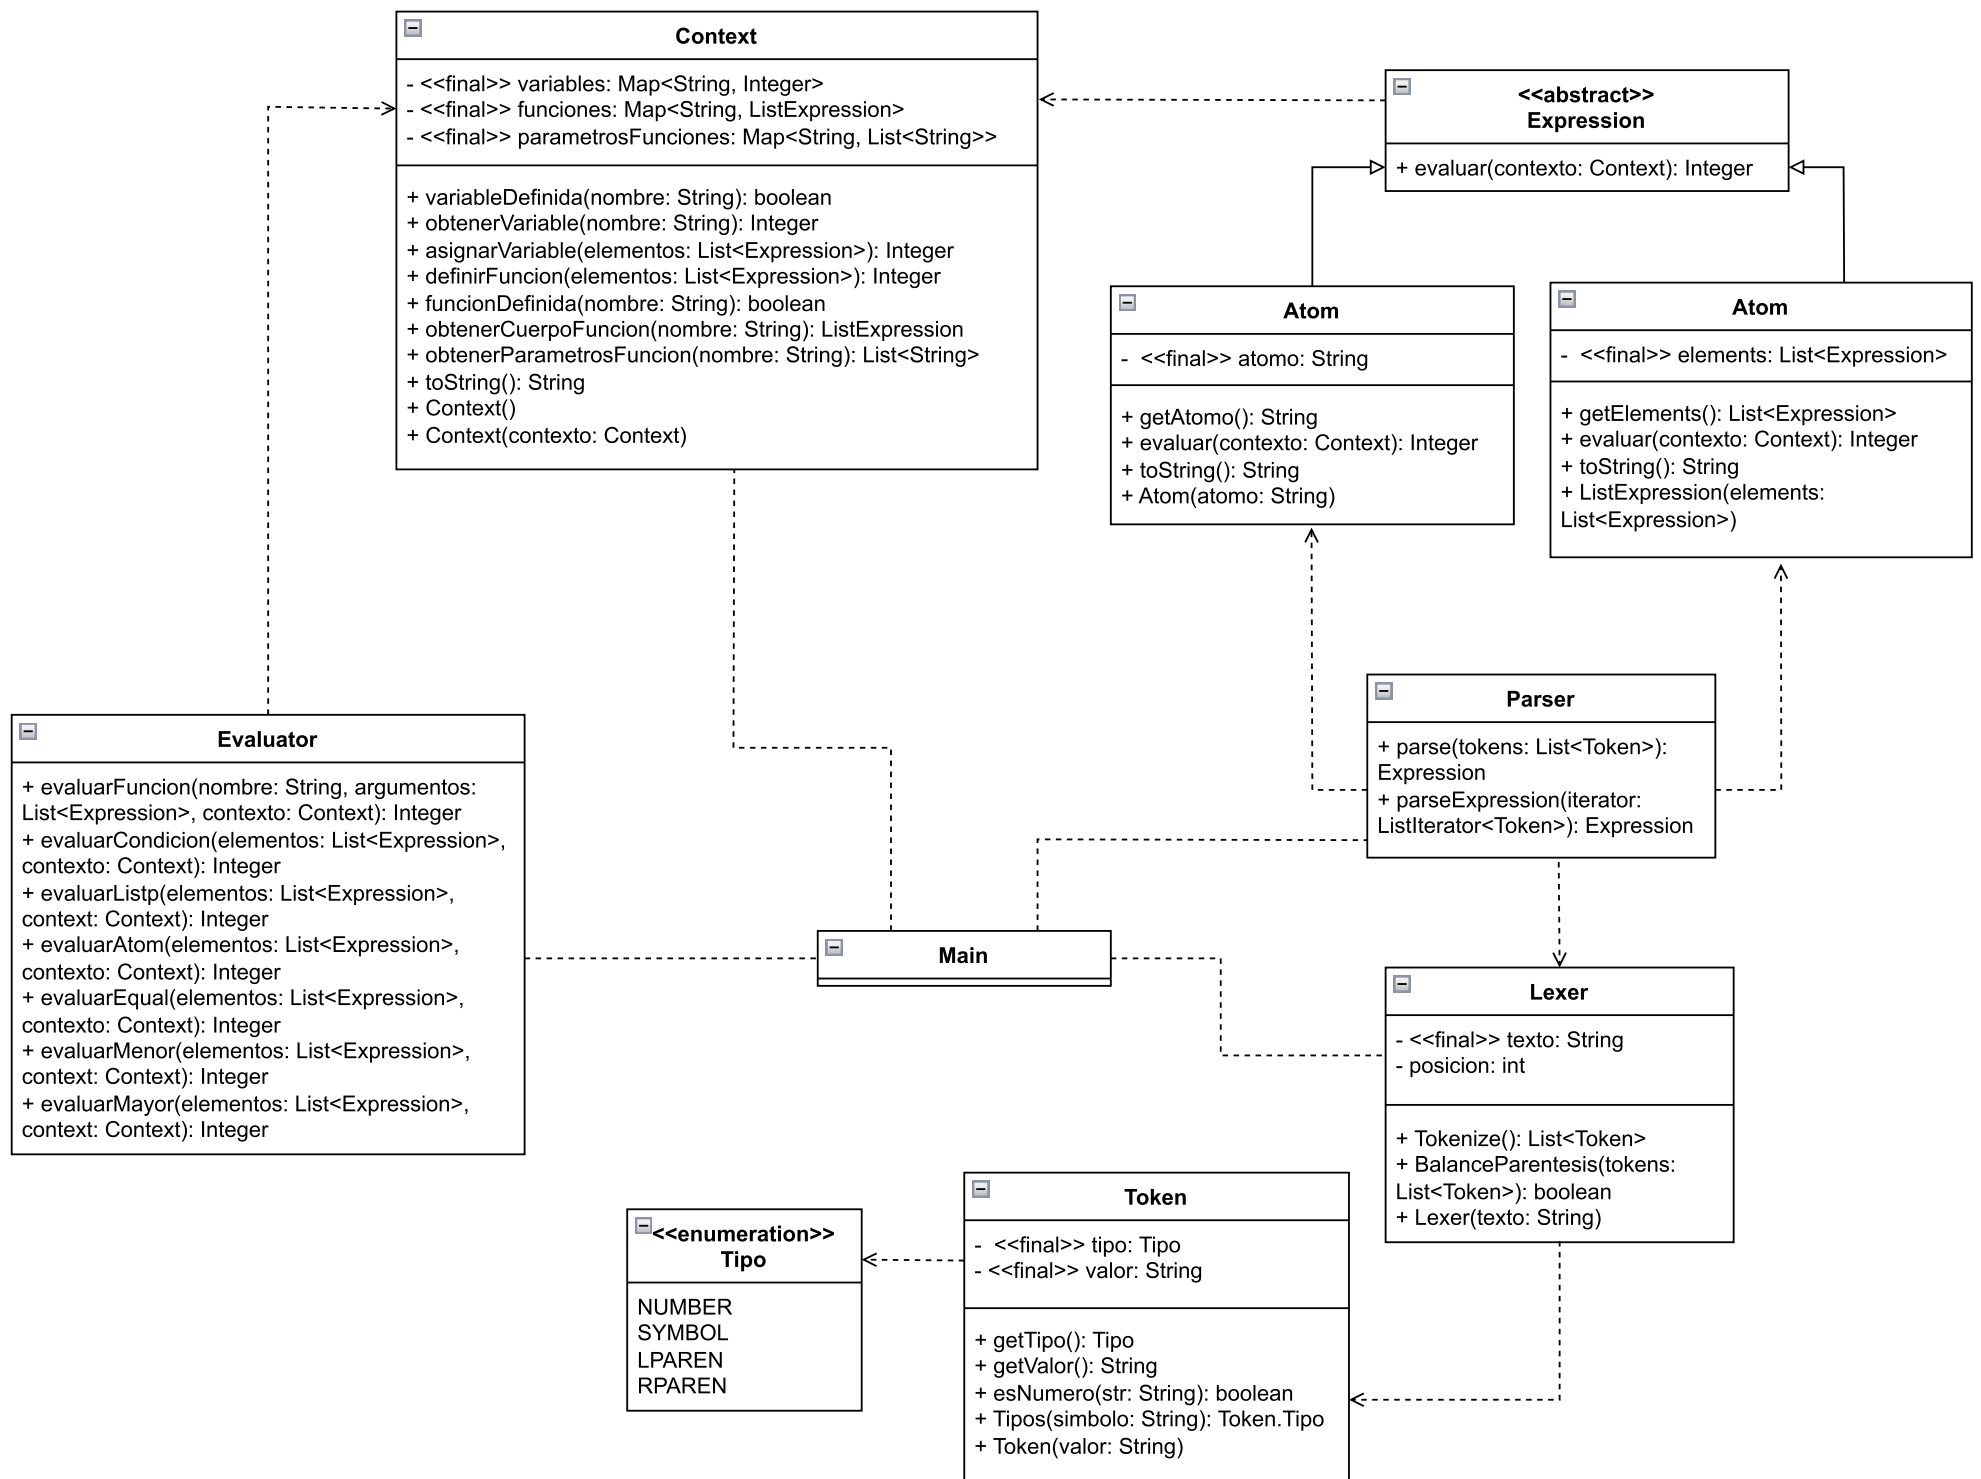 Context
- <<final>> variables: Map<String, Integer>
- <<final>> funciones: Map<String, ListExpression>
- <<final>> parametrosFunciones: Map<String, List<String>>
+ variableDefinida(nombre: String): boolean
+ obtenerVariable(nombre: String): Integer
+ asignarVariable(elementos: List<Expression>): Integer
+ definirFuncion(elementos: List<Expression>): Integer
+ funcionDefinida(nombre: String): boolean
+ obtenerCuerpoFuncion(nombre: String): ListExpression
+ obtenerParametrosFuncion(nombre: String): List<String>
+ toString(): String
+ Context()
+ Context(contexto: Context)
<<abstract>>
Expression
+ evaluar(contexto: Context): Integer
Atom
- <<final>> atomo: String
+ getAtomo(): String
+ evaluar(contexto: Context): Integer
+ toString(): String
+ Atom(atomo: String)
Atom
- <<final>> elements: List<Expression>
+ getElements(): List<Expression>
+ evaluar(contexto: Context): Integer
+ toString(): String
+ ListExpression(elements:
List<Expression>)
Evaluator
+ evaluarFuncion(nombre: String, argumentos:
List<Expression>, contexto: Context): Integer
+ evaluarCondicion(elementos: List<Expression>,
contexto: Context): Integer
+ evaluarListp(elementos: List<Expression>,
context: Context): Integer
+ evaluarAtom(elementos: List<Expression>,
contexto: Context): Integer
+ evaluarEqual(elementos: List<Expression>,
contexto: Context): Integer
+ evaluarMenor(elementos: List<Expression>,
context: Context): Integer
+ evaluarMayor(elementos: List<Expression>,
context: Context): Integer
Parser
+ parse(tokens: List<Token>):
Expression
+ parseExpression(iterator:
ListIterator<Token>): Expression
Main
Lexer
- <<final>> texto: String
- posicion: int
+ Tokenize(): List<Token>
+ BalanceParentesis(tokens:
List<Token>): boolean
+ Lexer(texto: String)
<<enumeration>>
Tipo
NUMBER
SYMBOL
LPAREN
RPAREN
Token
- <<final>> tipo: Tipo
- <<final>> valor: String
+ getTipo(): Tipo
+ getValor(): String
+ esNumero(str: String): boolean
+ Tipos(simbolo: String): Token.Tipo
+ Token(valor: String)